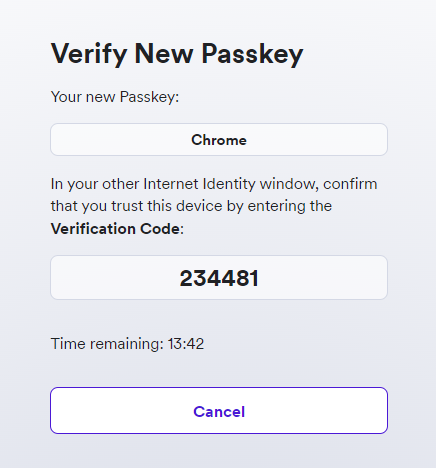 Verify New Passkey
Your new Passkey:
Chrome
In your other Internet Identity window, confirm
that you trust this device by entering the
Verification Code:
234481
Time remaining: 13:42
Cancel